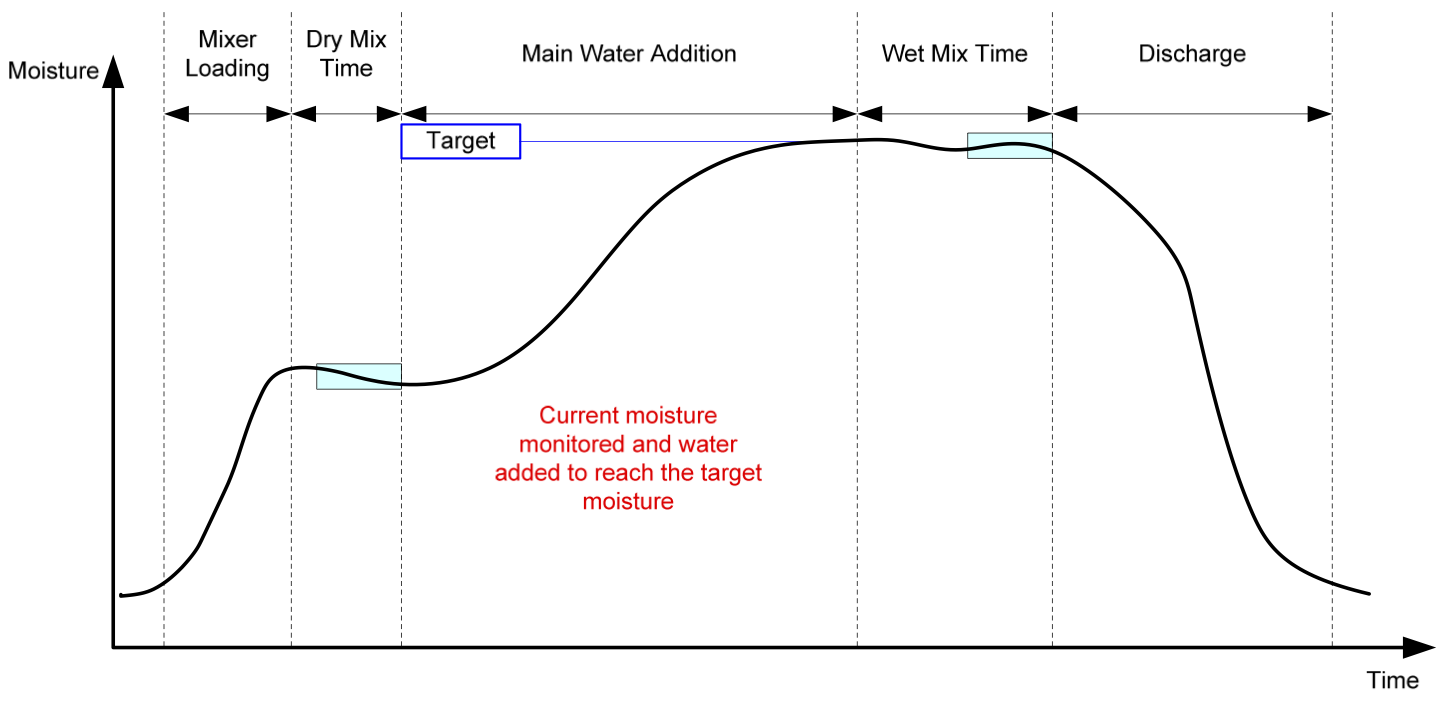 Moisture
Mixer
Loading
Dry Mix
Time
Main Water Addition
Wet Mix Time
Discharge
Target
Current moisture
monitored and water
added to reach the target
moisture
Time